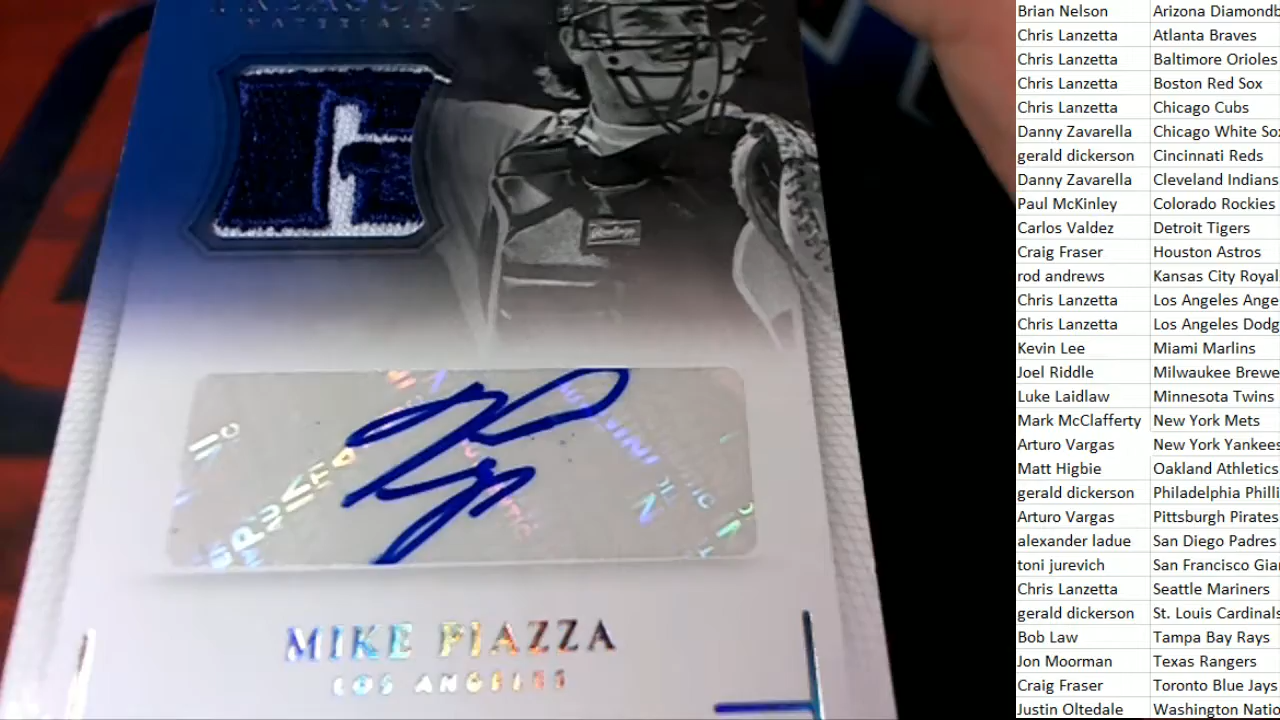 MATERIALS
MIKE PIAZZA
LOS ANGELES
Brian Nelson Arizona Diamondb
Chris Lanzetta Atlanta Braves
Chris Lanzetta Baltimore Orioles
Chris Lanzetta Boston Red Sox
Chris Lanzetta Chicago Cubs
Danny Zavarella Chicago White So
gerald dickerson Cincinnati Reds
Danny Zavarella Cleveland Indians
Paul McKinley Colorado Rockies
Carlos Valdez Detroit Tigers
Craig Fraser Houston Astros
rod andrews Kansas City Royal
Chris Lanzetta Los Angeles Ange
Chris Lanzetta Los Angeles Dodg
Kevin Lee Miami Marlins
Joel Riddle Milwaukee Brewe
Luke Laidlaw Minnesota Twins
Mark McClafferty New York Mets
Arturo Vargas New York Yankees
Matt Higbie Oakland Athletics
gerald dickerson Philadelphia Philli
Arturo Vargas Pittsburgh Pirates
alexander ladue San Diego Padres
toni jurevich San Francisco Gia
Chris Lanzetta Seattle Mariners
gerald dickerson St. Louis Cardinals
Bob Law Tampa Bay Rays
Jon Moorman Texas Rangers
Craig Fraser Toronto Blue Jays
Justin Oltedale Washington Natio